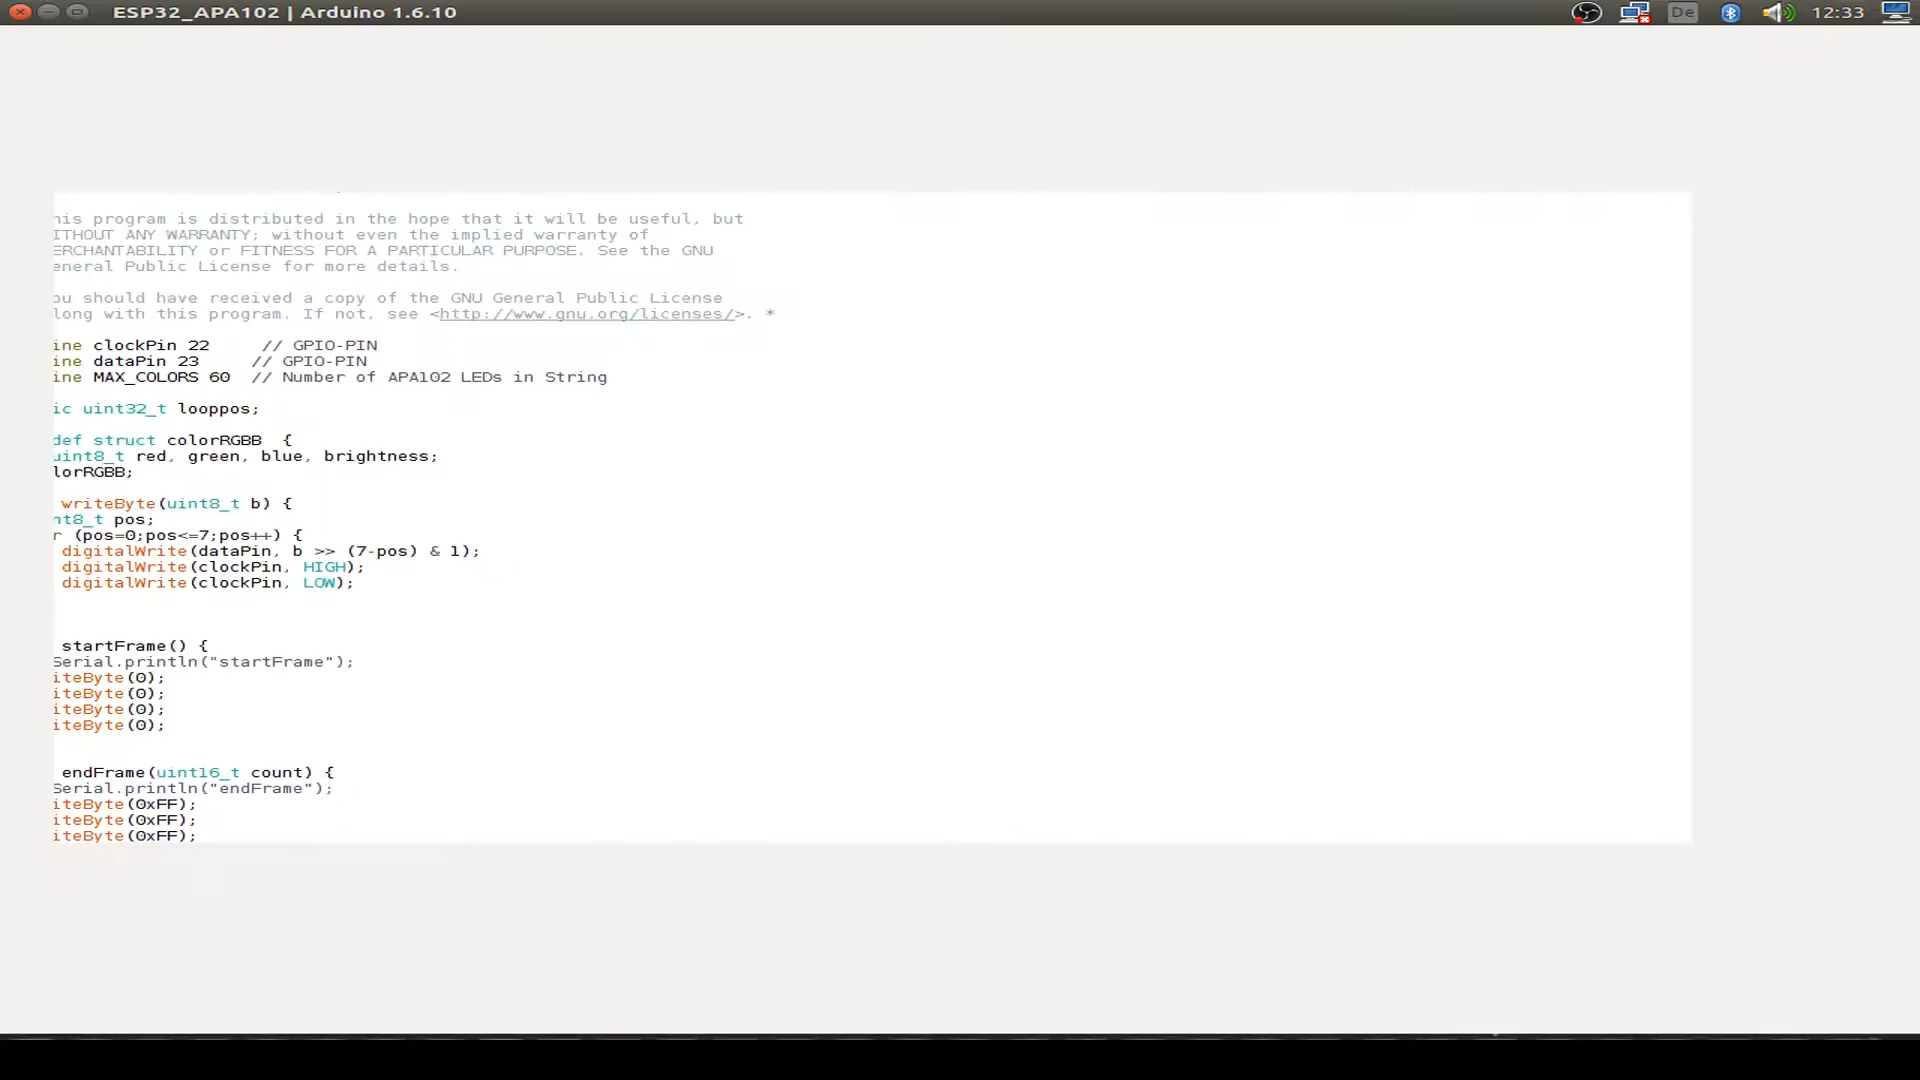 ESP32_APA102 | Arduino 1.6.10
De
12:33
his program is distributed in the hope that it will be useful, but
ITHOUT ANY WARRANTY; without even the implied warranty of
ERCHANTABILITY or FITNESS FOR A PARTICULAR PURPOSE. See the GNU
eneral Public License for more details.
ou should have received a copy of the GNU General Public License
long with this program. If not, see <http://www.gnu.org/licenses/>. *
ine clockPin 22     // GPIO-PIN
ine dataPin 23     // GPIO-PIN
ine MAX_COLORS 60  // Number of APA102 LEDs in String
ic uint32_t looppos;
def struct colorRGBB  {
uint8_t red, green, blue, brightness;
lorRGBB;
writeByte(uint8_t b) {
nt8_t pos;
r (pos=0;pos<=7;pos++) {
digitalWrite(dataPin, b >> (7-pos) & 1);
digitalWrite(clockPin, HIGH);
digitalWrite(clockPin, LOW);
startFrame() {
Serial.println("startFrame");
iteByte(0);
iteByte(0);
iteByte(0);
iteByte(0);
endFrame(uint16_t count) {
Serial.println("endFrame");
iteByte(0xFF);
iteByte(0xFF);
iteByte(0xFF);